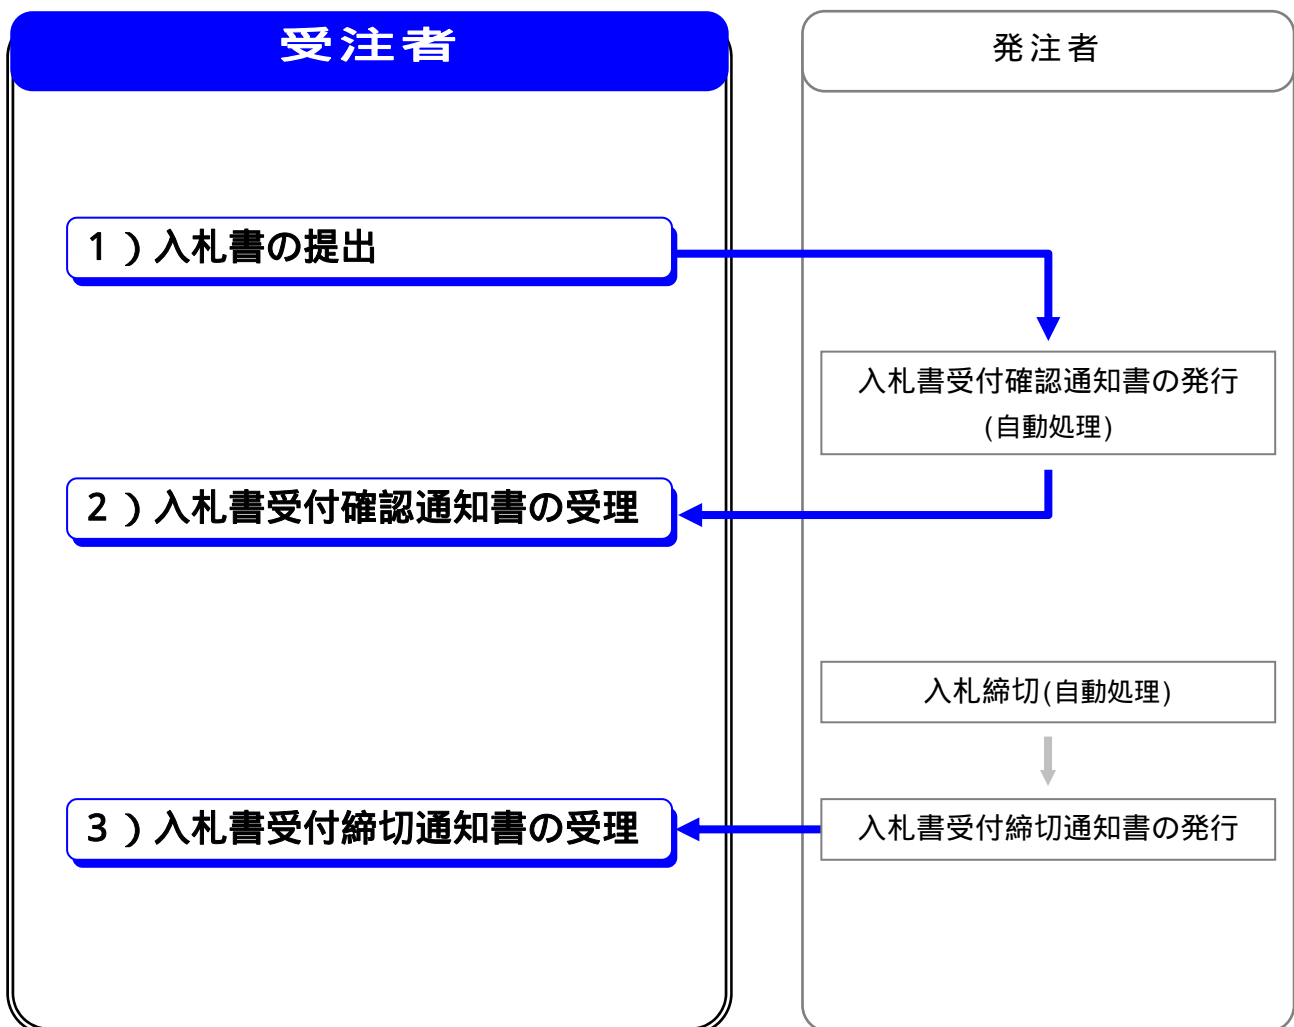 受注者
発注者
1）入札書の提出
入札書受付確認通知書の発行
(自動処理)
2）入札書受付確認通知書の受理
入札締切(自動処理)
3）入札書受付締切通知書の受理
入札書受付締切通知書の発行